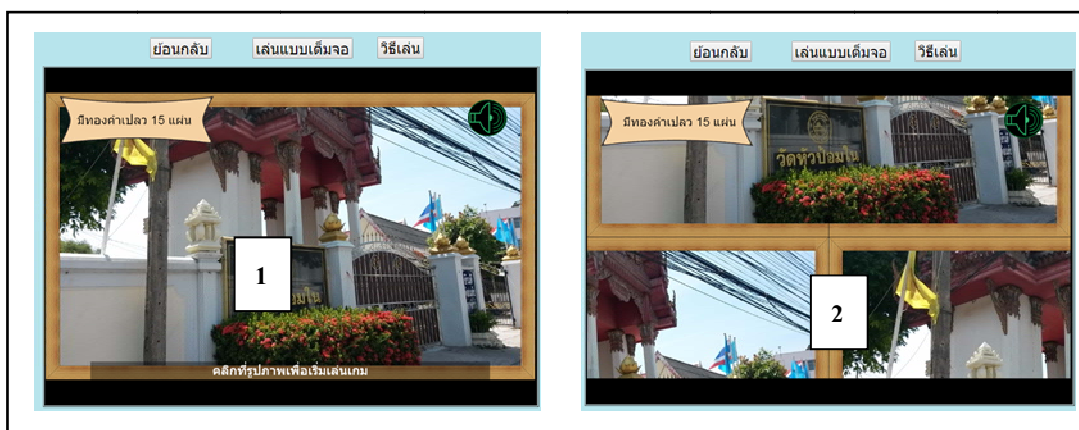 ย้อนกลับ เล่นแบบเต็มจอ วิธีเล่น
มีทองคำเปลว 15 แผ่น
1
อมใน
คลิกที่รูปภาพเพื่อเริ่มเล่นเกม
ย้อนกลับ เล่นแบบเต็มจอ วิธีเล่น
มีทองคำเปลว 15 แผ่น
วัดหัวป้อมใน
2